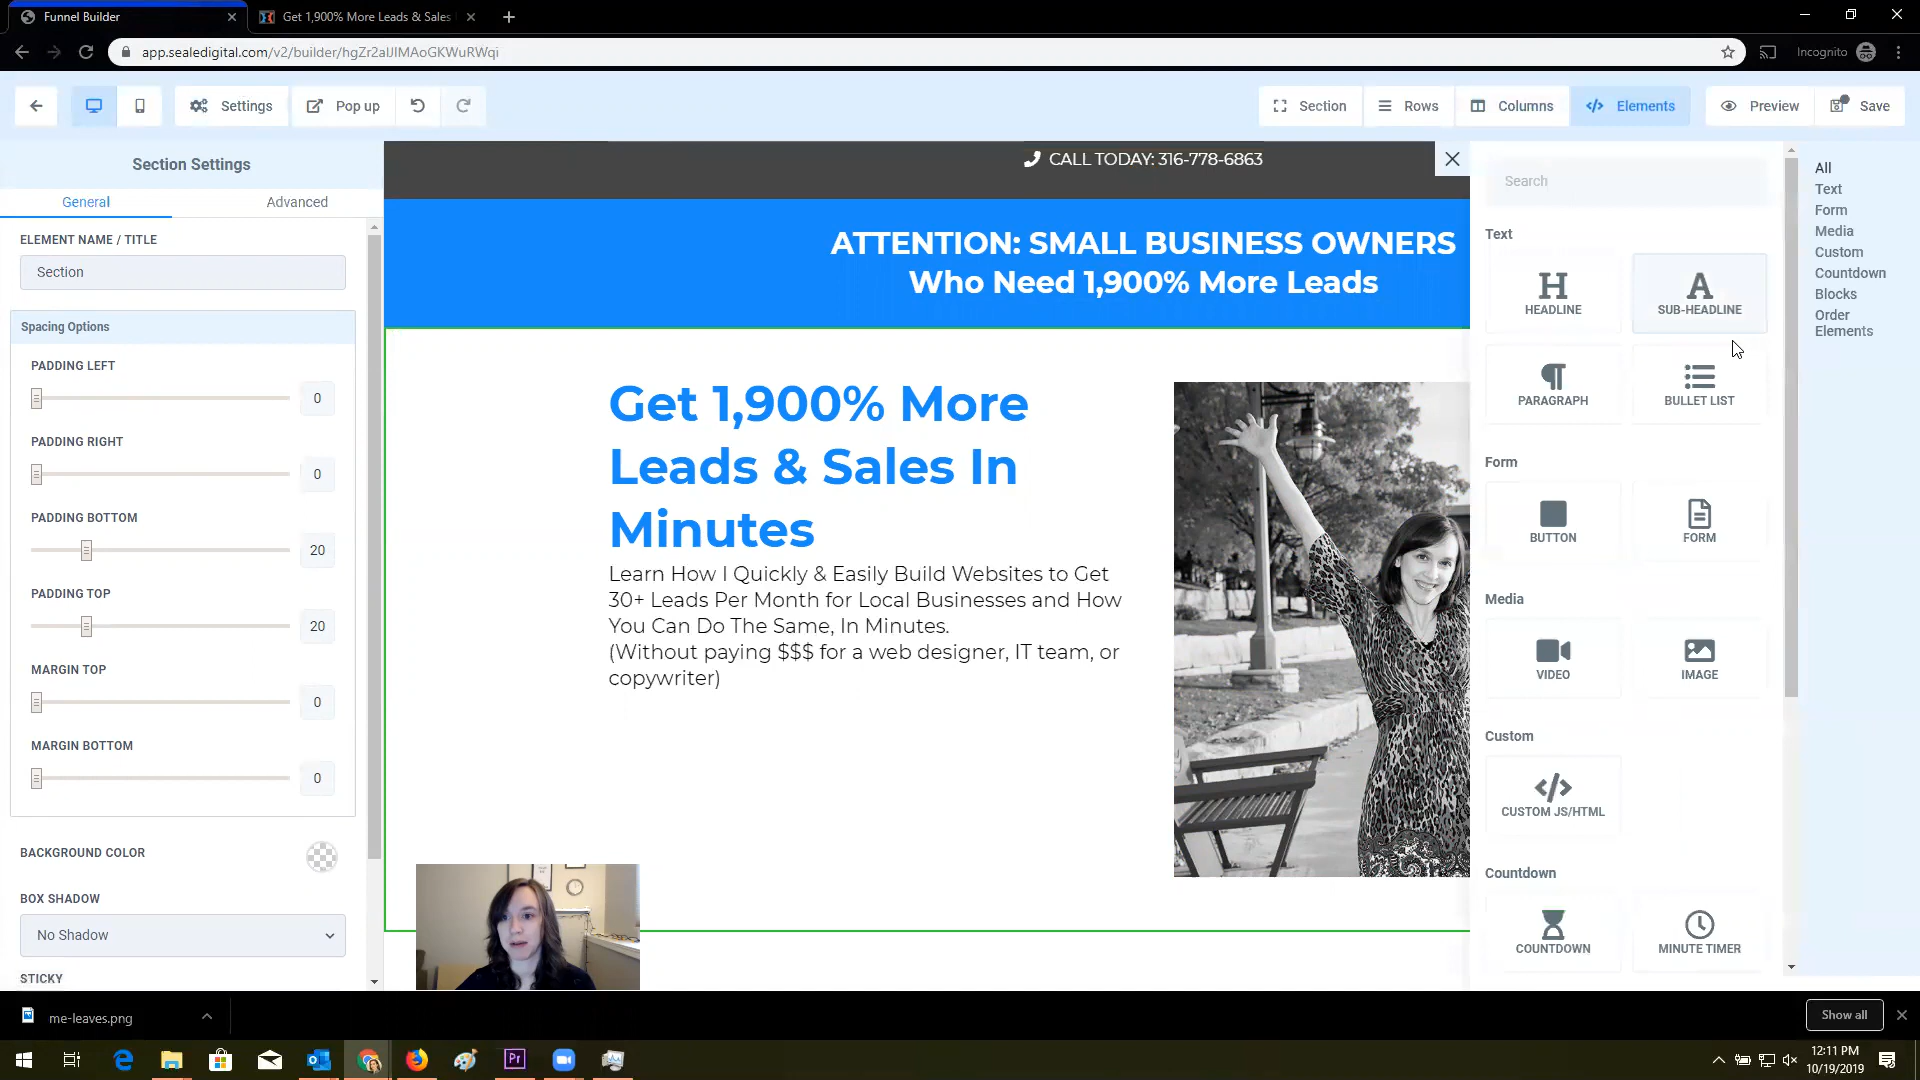 Funnel Builder
Get 1,900% More Leads & Sales
app.sealedigital.com/v2/builder/hgZr2aIJIMAoGKWuRWqi
Incognito
Settings
Pop up
Section
Rows
Columns
Elements
Preview
Save
Section Settings
General
Advanced
ELEMENT NAME / TITLE
Section
Spacing Options
PADDING LEFT
0
PADDING RIGHT
0
PADDING BOTTOM
20
PADDING TOP
20
MARGIN TOP
0
MARGIN BOTTOM
0
BACKGROUND COLOR
BOX SHADOW
No Shadow
STICKY
CALL TODAY: 316-778-6863
ATTENTION: SMALL BUSINESS OWNERS
Who Need 1,900% More Leads
Get 1,900% More
Leads & Sales In
Minutes
Learn How I Quickly & Easily Build Websites to Get
30+ Leads Per Month for Local Businesses and How
You Can Do The Same, In Minutes.
(Without paying $$$ for a web designer, IT team, or
copywriter)
Search
Text
HEADLINE
SUB-HEADLINE
PARAGRAPH
BULLET LIST
Form
BUTTON
FORM
Media
VIDEO
IMAGE
Custom
CUSTOM JS/HTML
Countdown
COUNTDOWN
MINUTE TIMER
All
Text
Form
Media
Custom
Countdown
Blocks
Order
Elements
me-leaves.png
Show all
12:11 PM
10/19/2019